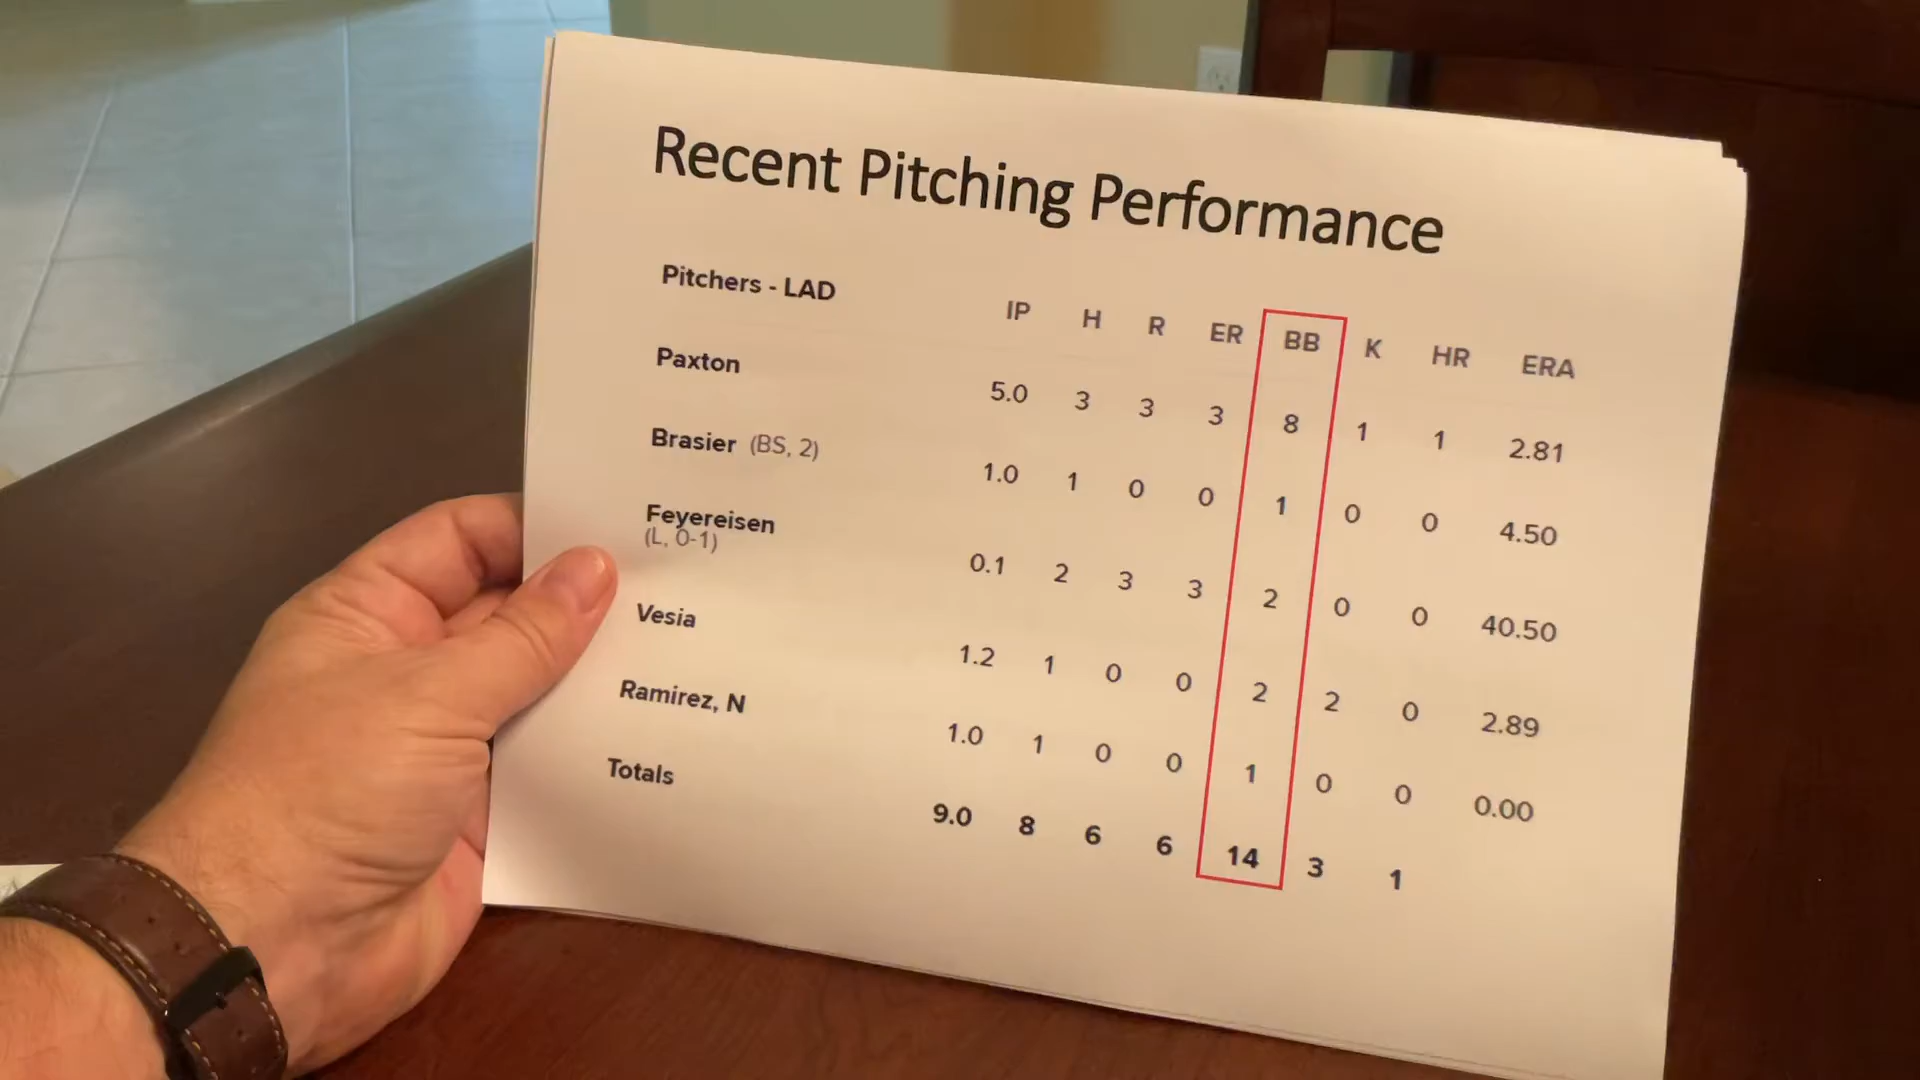 Recent Pitching Performance
Pitchers - LAD IP H R ER BB K HR ERA
Paxton 5.0 3 3 3 8 1 1 2.81
Brasier (BS, 2) 1.0 1 0 0 1 0 0 4.50
Feyereisen
(L, 0-1) 0.1 2 3 3 2 0 0 40.50
Vesia 1.2 1 0 0 2 2 0 2.89
Ramirez, N 1.0 1 0 0 1 0 0 0.00
Totals 9.0 8 6 6 14 3 1